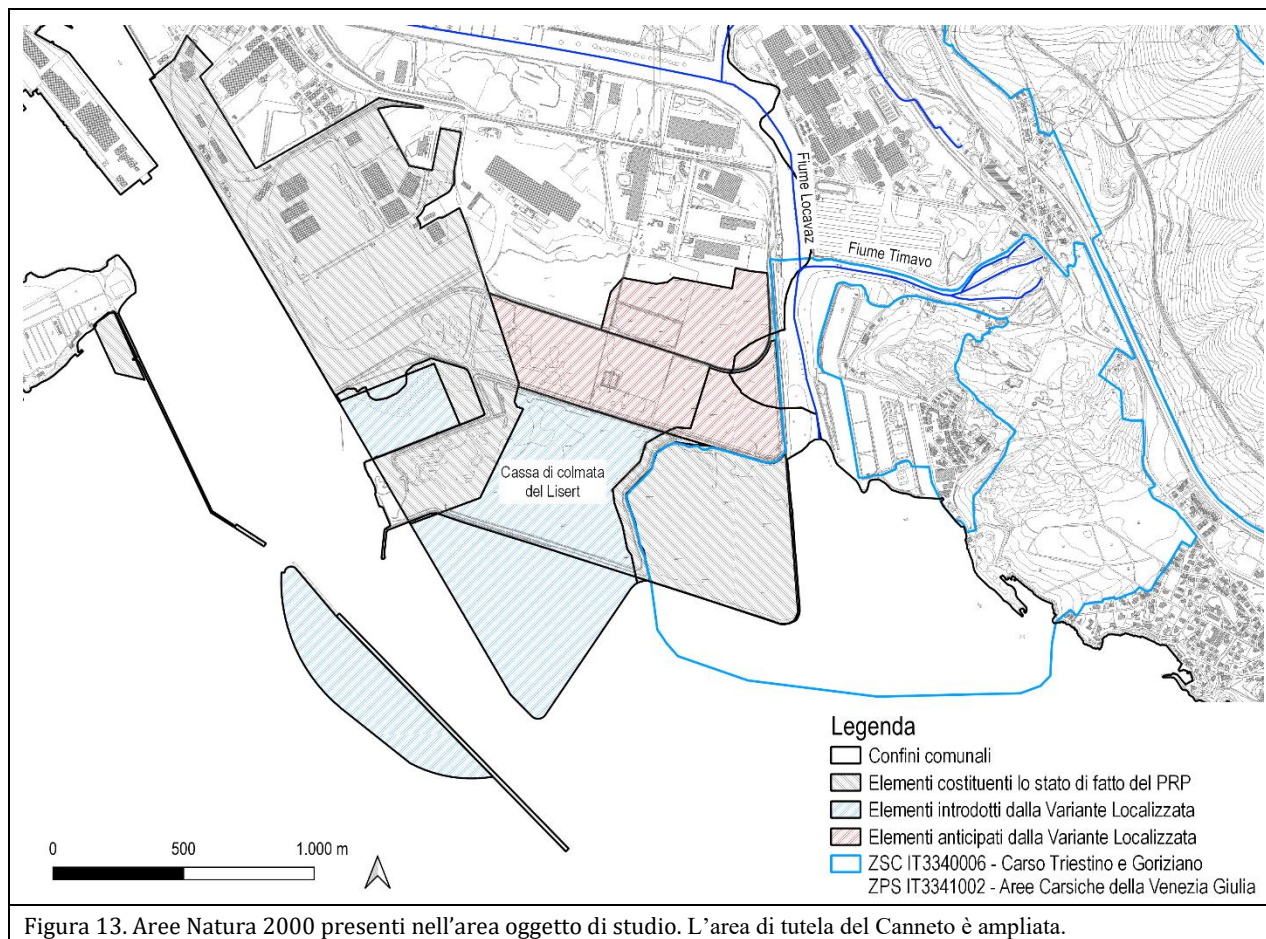 Fiume Locavaz
Fiume Timavo
Cassa di colmata
del Lisert
Legenda
Confini comunali
Elementi costituenti lo stato di fatto del PRP
Elementi introdotti dalla Variante Localizzata
Elementi anticipati dalla Variante Localizzata
ZSC IT3340006 - Carso Triestino e Goriziano
ZPS IT3341002 - Aree Carsiche della Venezia Giulia
0 500 1.000 m
Figura 13. Aree Natura 2000 presenti nell’area oggetto di studio. L’area di tutela del Canneto è ampliata.